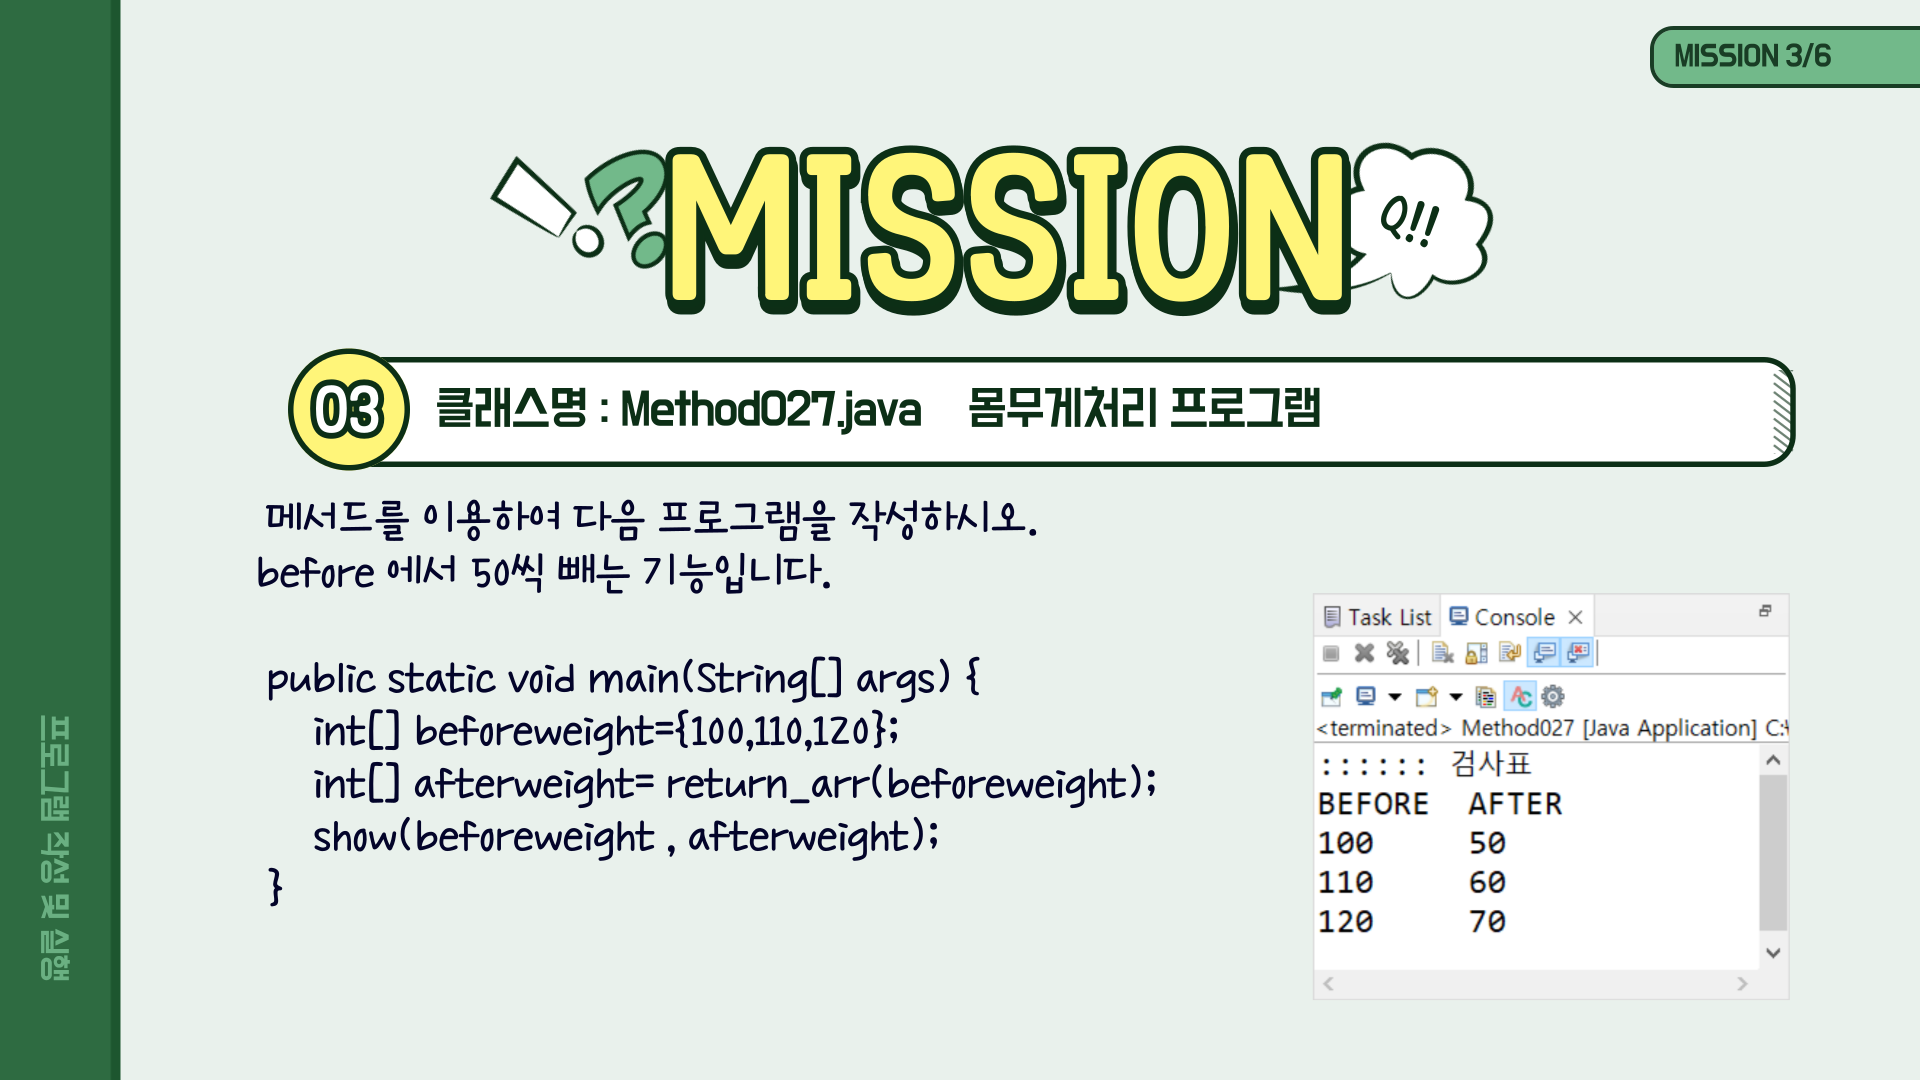 MISSION 3/6
MISSION
Q!!
03
클래스명 : Method027.java 몸무게처리 프로그램
메서드를 이용하여 다음 프로그램을 작성하시오.
before 에서 50씩 빼는 기능입니다.
public static void main(String[] args) {
int[] beforeweight={100,110,120};
int[] afterweight= return_arr(beforeweight);
show(beforeweight , afterweight);
}
Task List Console
<terminated> Method027 [Java Application] C:\
:::::: 검사표
BEFORE AFTER
100 50
110 60
120 70
프로그램 작성 및 실행